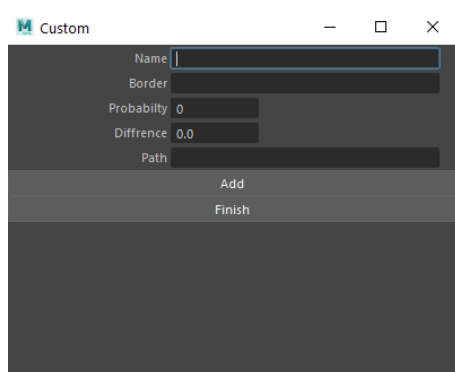 M Custom
Name
Border
Probabilty 0
Diffrence 0.0
Path
Add
Finish